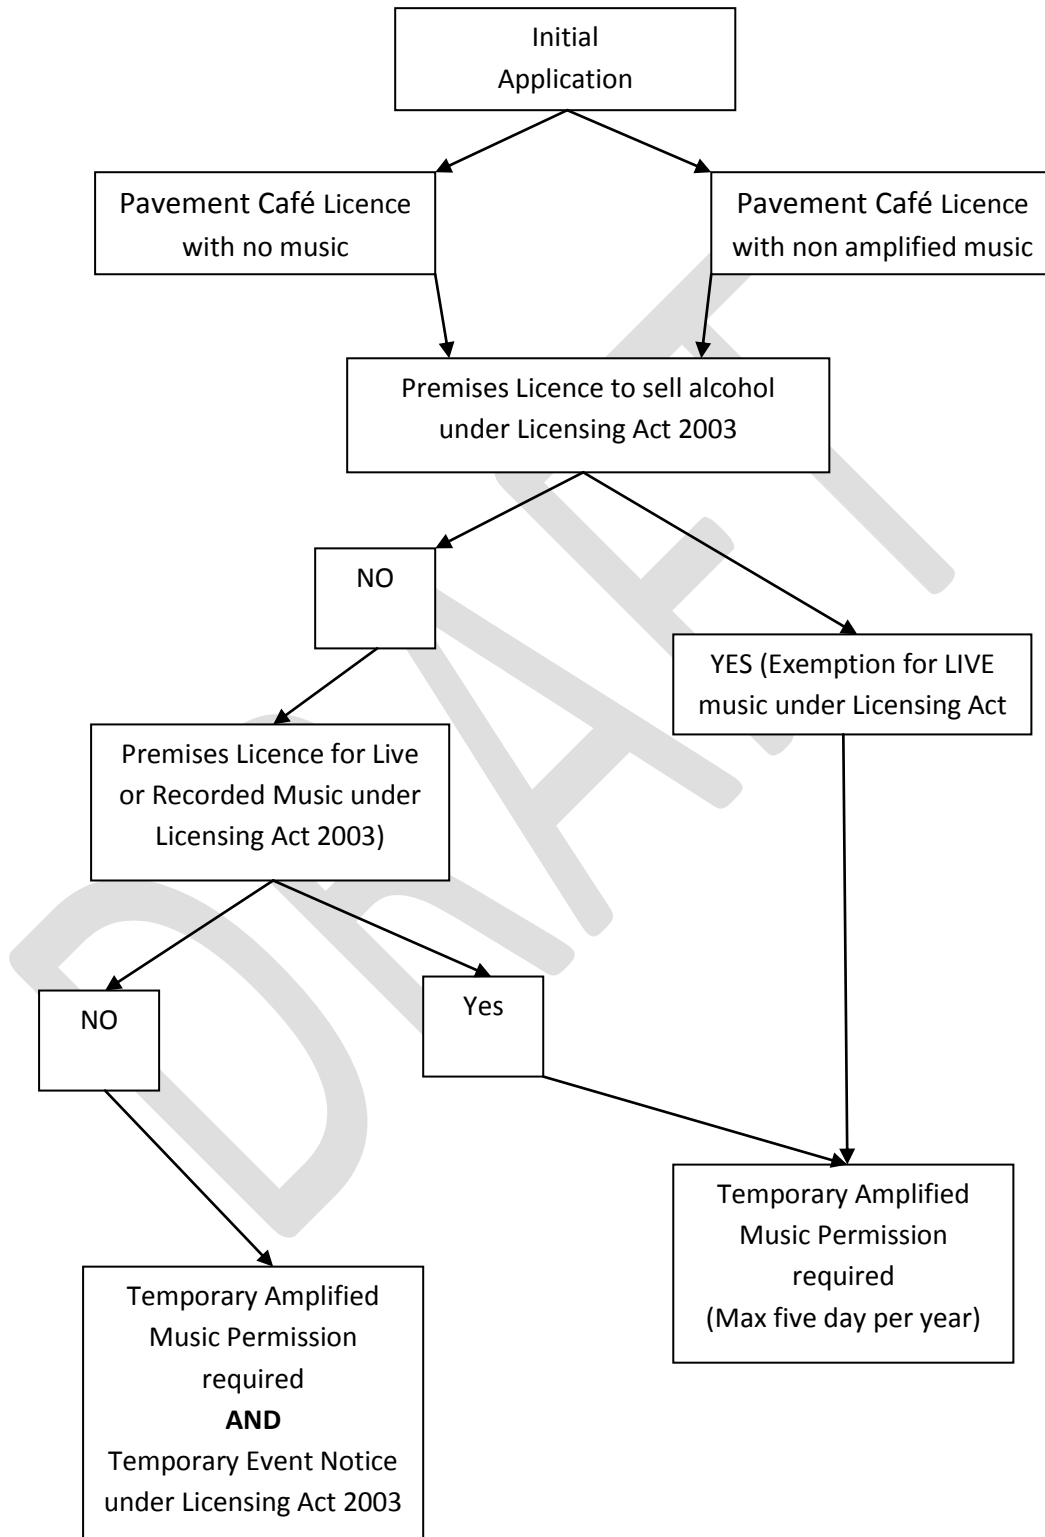 Initial
Application
Pavement Café Licence
with no music
Pavement Café Licence
with non amplified music
Premises Licence to sell alcohol
under Licensing Act 2003
NO
YES (Exemption for LIVE
music under Licensing Act
Premises Licence for Live
or Recorded Music under
Licensing Act 2003)
NO
Yes
Temporary Amplified
Music Permission
required
(Max five day per year)
Temporary Amplified
Music Permission
required
AND
Temporary Event Notice
under Licensing Act 2003
DRAFT